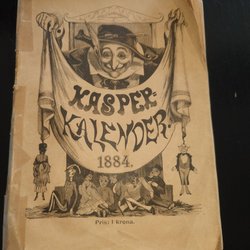 KASPER-
KALENDER
1884.
Pris: 1 krona.